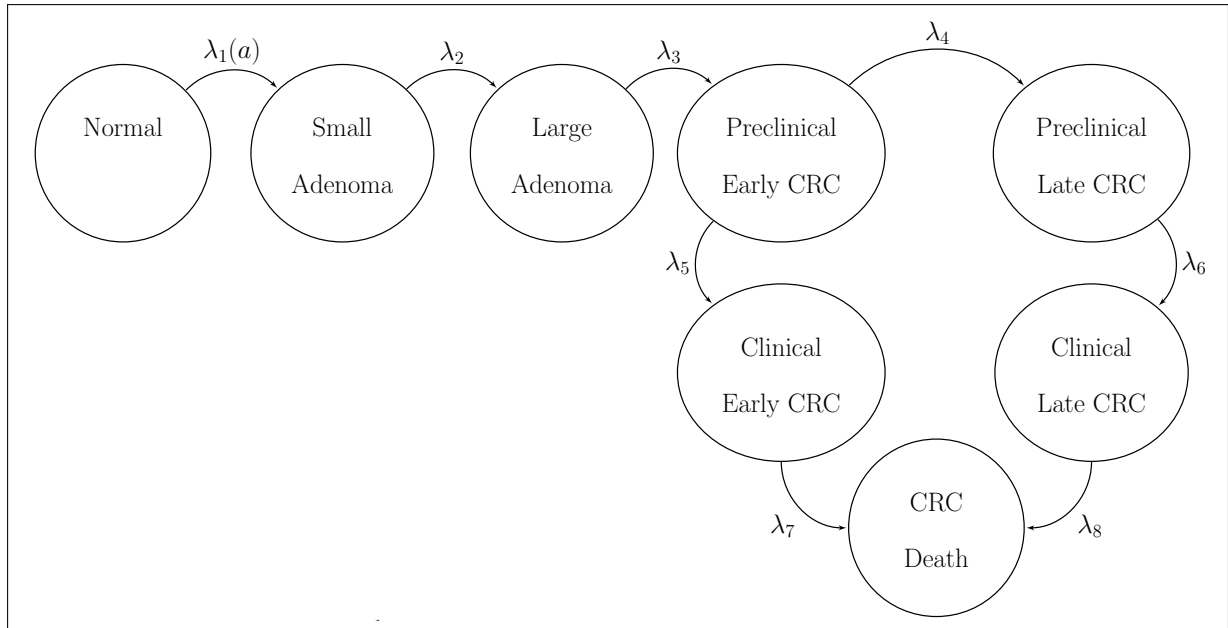 λ₁(a)
λ₂
λ₃
λ₄
Normal
Small
Adenoma
Large
Adenoma
Preclinical
Early CRC
Preclinical
Late CRC
λ₅
λ₆
Clinical
Early CRC
Clinical
Late CRC
λ₇
λ₈
CRC
Death